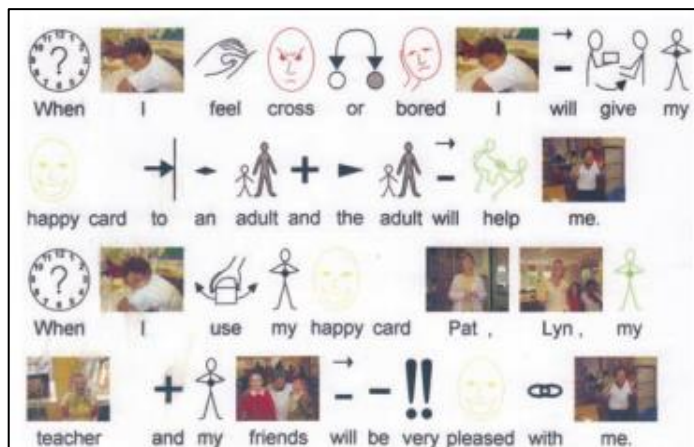 When I feel cross or bored I will give my
happy card to an adult and the adult will help me.
When I use my happy card Pat , Lyn , my
teacher and my friends will be very pleased with me.